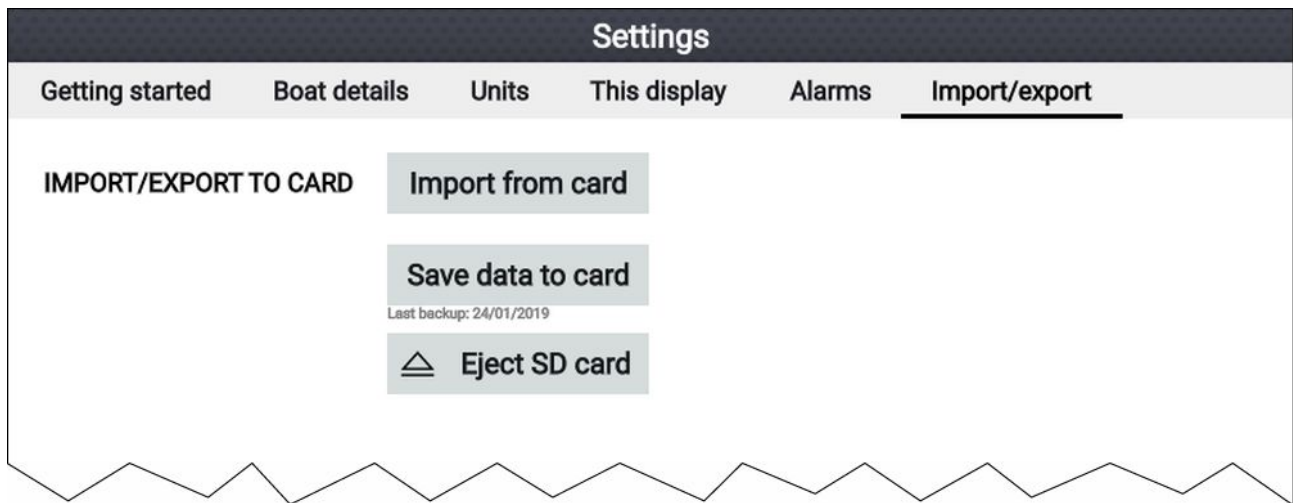 Settings
Getting started Boat details Units This display Alarms Import/export
IMPORT/EXPORT TO CARD Import from card
Save data to card
Last backup: 24/01/2019
Eject SD card